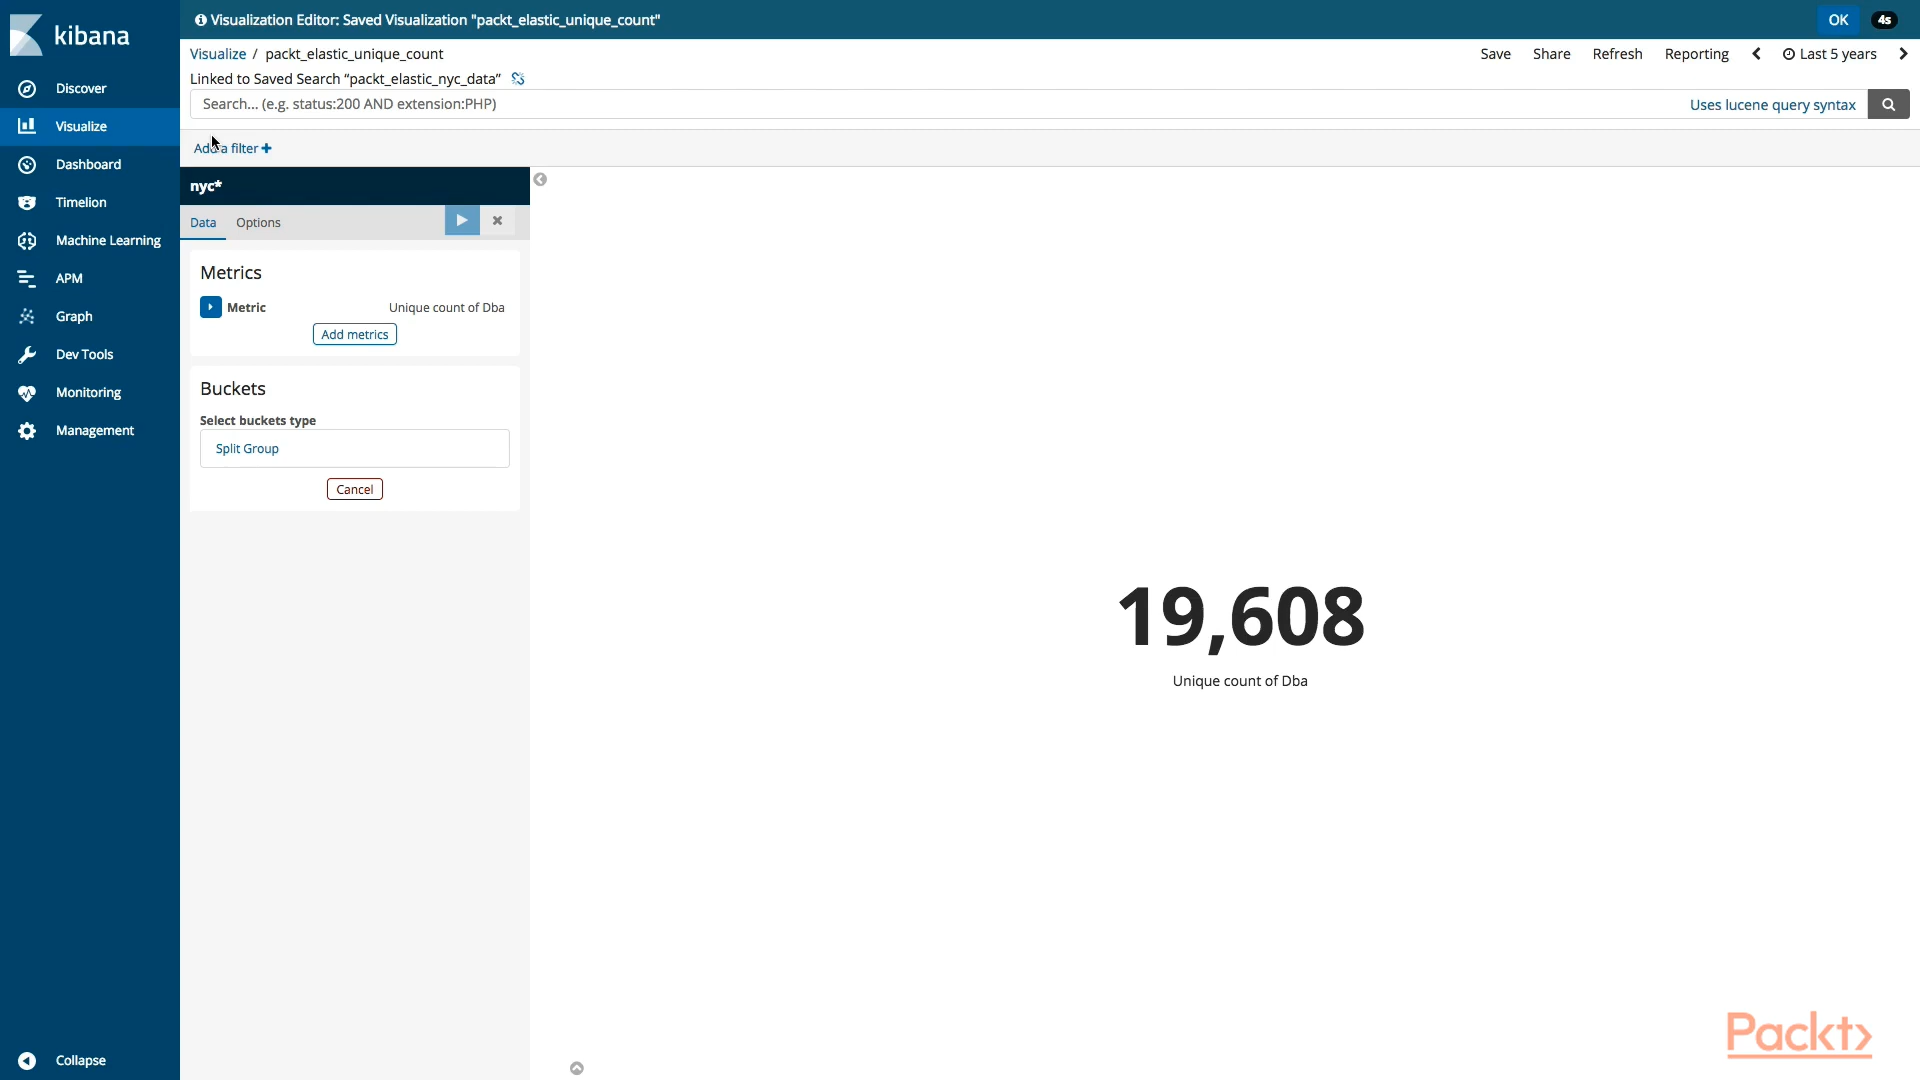 kibana
Visualization Editor: Saved Visualization "packt_elastic_unique_count"
OK
4s
Visualize / packt_elastic_unique_count
Save
Share
Refresh
Reporting
Last 5 years
Linked to Saved Search “packt_elastic_nyc_data”
Search... (e.g. status:200 AND extension:PHP)
Uses lucene query syntax
Add a filter +
Discover
Visualize
Dashboard
Timelion
Machine Learning
APM
Graph
Dev Tools
Monitoring
Management
Collapse
nyc*
Data
Options
Metrics
Metric
Unique count of Dba
Add metrics
Buckets
Select buckets type
Split Group
Cancel
19,608
Unique count of Dba
Packt>